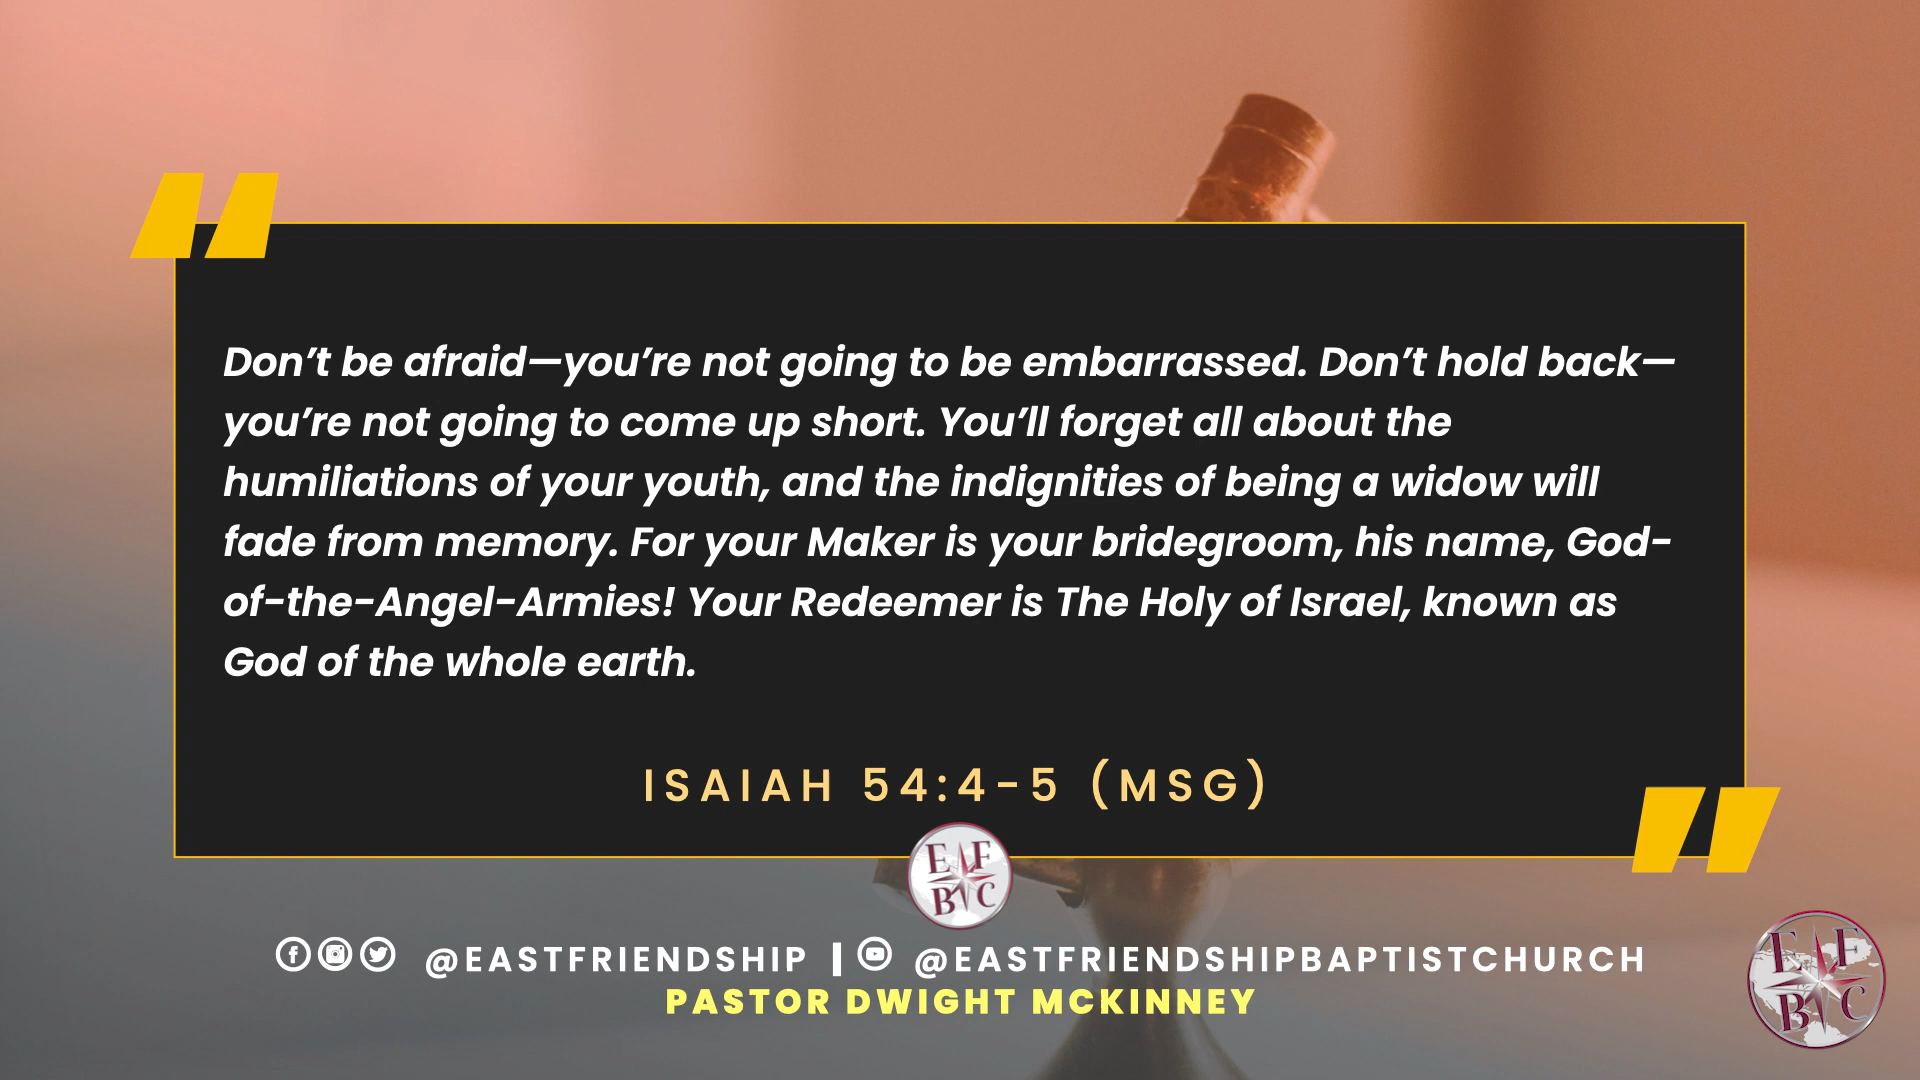 Don’t be afraid—you’re not going to be embarrassed. Don’t hold back—
you’re not going to come up short. You’ll forget all about the
humiliations of your youth, and the indignities of being a widow will
fade from memory. For your Maker is your bridegroom, his name, God-
of-the-Angel-Armies! Your Redeemer is The Holy of Israel, known as
God of the whole earth.
ISAIAH 54:4-5 (MSG)
E F
B C
@EASTFRIENDSHIP | @EASTFRIENDSHIPBAPTISTCHURCH
PASTOR DWIGHT MCKINNEY
E F
B C